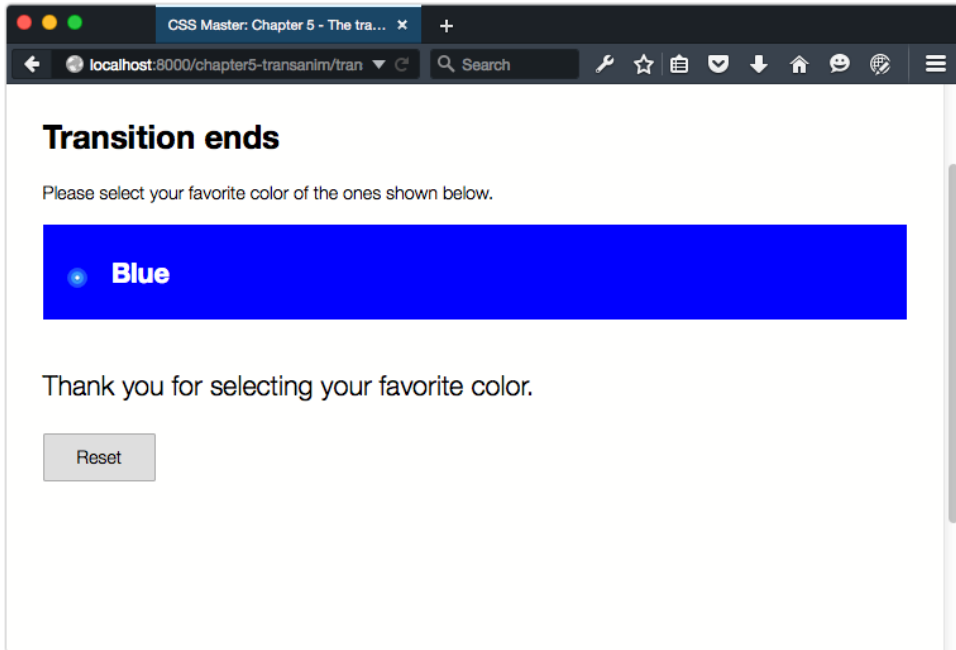 CSS Master: Chapter 5 - The tra... ×
+
localhost:8000/chapter5-transanim/tran
Search
Transition ends
Please select your favorite color of the ones shown below.
Blue
Thank you for selecting your favorite color.
Reset